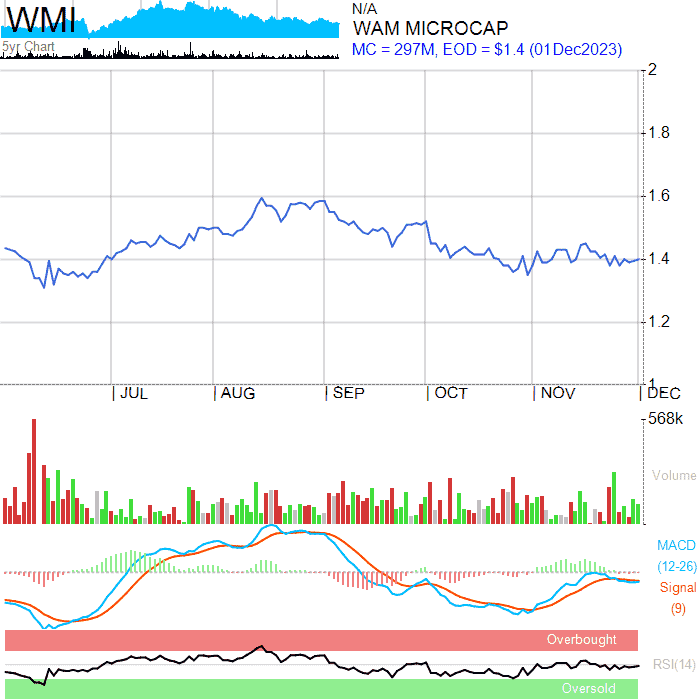 WMI
5yr Chart
N/A
WAM MICROCAP
MC = 297M, EOD = $1.4 (01Dec2023)
2
1.8
1.6
1.4
1.2
1
JUL
AUG
SEP
OCT
NOV
DEC
568k
Volume
MACD
(12-26)
Signal
(9)
Overbought
RSI(14)
Oversold